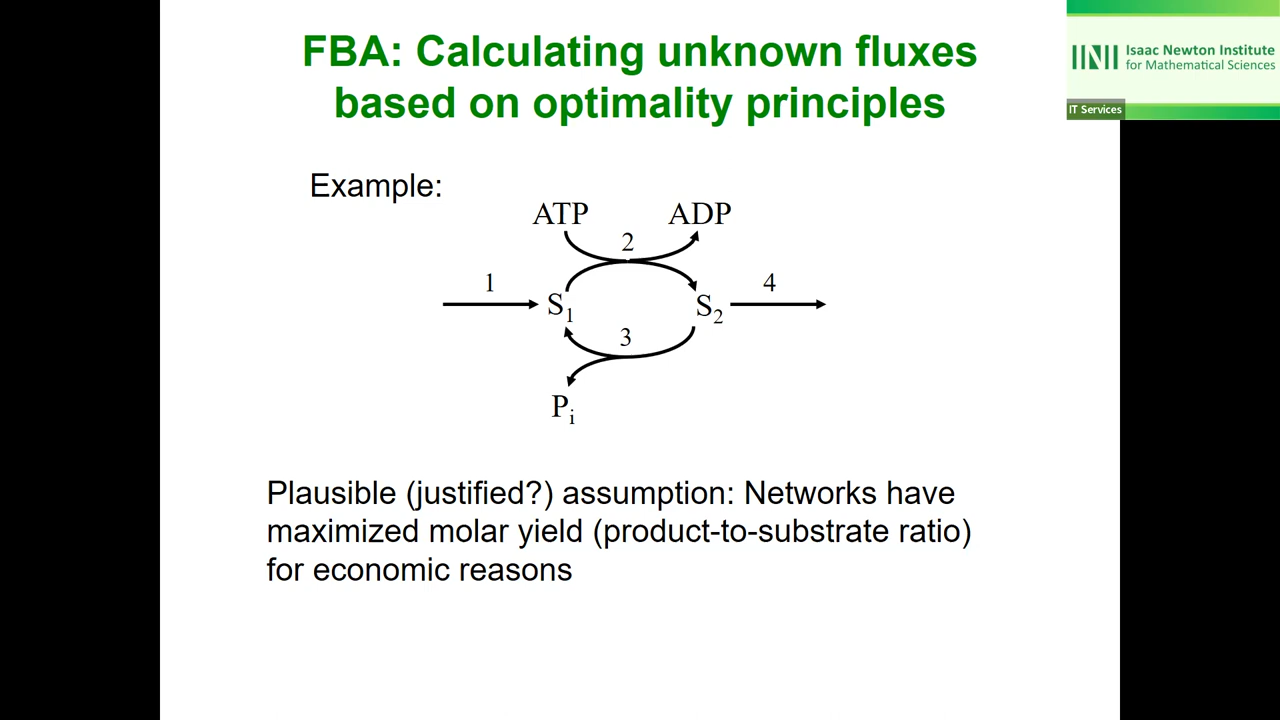 FBA: Calculating unknown fluxes
based on optimality principles
Isaac Newton Institute
for Mathematical Sciences
IT Services
Example:
ATP
ADP
2
1
4
S1
S2
3
Pi
Plausible (justified?) assumption: Networks have
maximized molar yield (product-to-substrate ratio)
for economic reasons